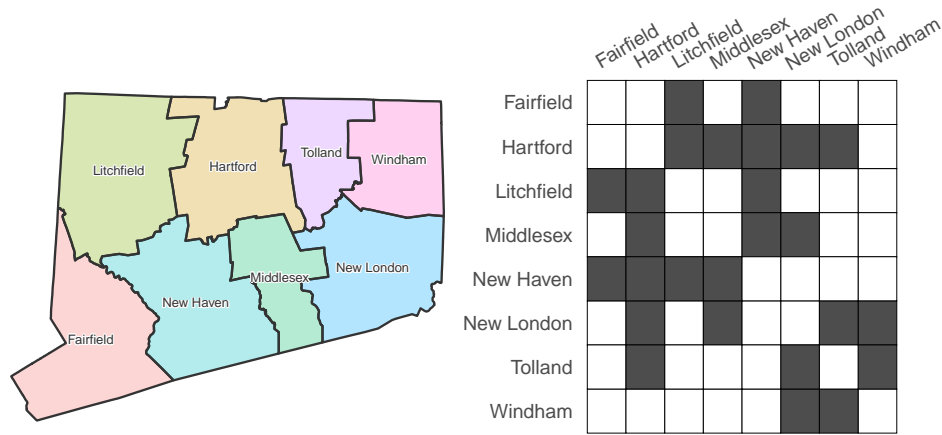 Litchfield
Hartford
Tolland
Windham
New Haven
Middlesex
New London
Fairfield
Fairfield
Hartford
Litchfield
Middlesex
New Haven
New London
Tolland
Windham
Fairfield
Hartford
Litchfield
Middlesex
New Haven
New London
Tolland
Windham